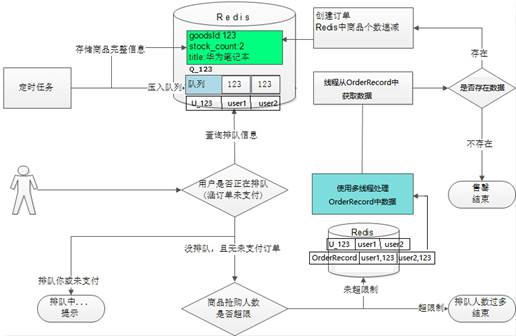 Redis
goodsId:123
stock_count:2
title:华为笔记本
Q_123
队列 123 123
U_123 user1 user2
创建订单
Redis中商品个数递减
存储商品完整信息
定时任务
压入队列
存在
线程从OrderRecord中
获取数据
是否存在数据
不存在
售罄
结束
查询排队信息
用户是否正在排队
(涵订单未支付)
使用多线程处理
OrderRecord中数据
Redis
U_123 user1 user2
OrderRecord user1,123 user2,123
没排队，且无未支付订单
排队你或未支付
排队中...
提示
商品抢购人数
是否超限
未超限制
超限制
排队人数过多
结束